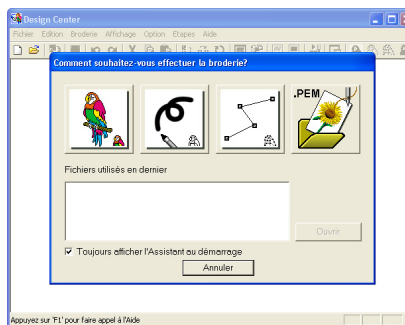 Design Center
Fichier Edition Broderie Affichage Option Etapes Aide
Comment souhaitez-vous effectuer la broderie?
.PEM
Fichiers utilisés en dernier
Ouvrir
Toujours afficher l'Assistant au démarrage
Annuler
Appuyez sur 'F1' pour faire appel à l'Aide